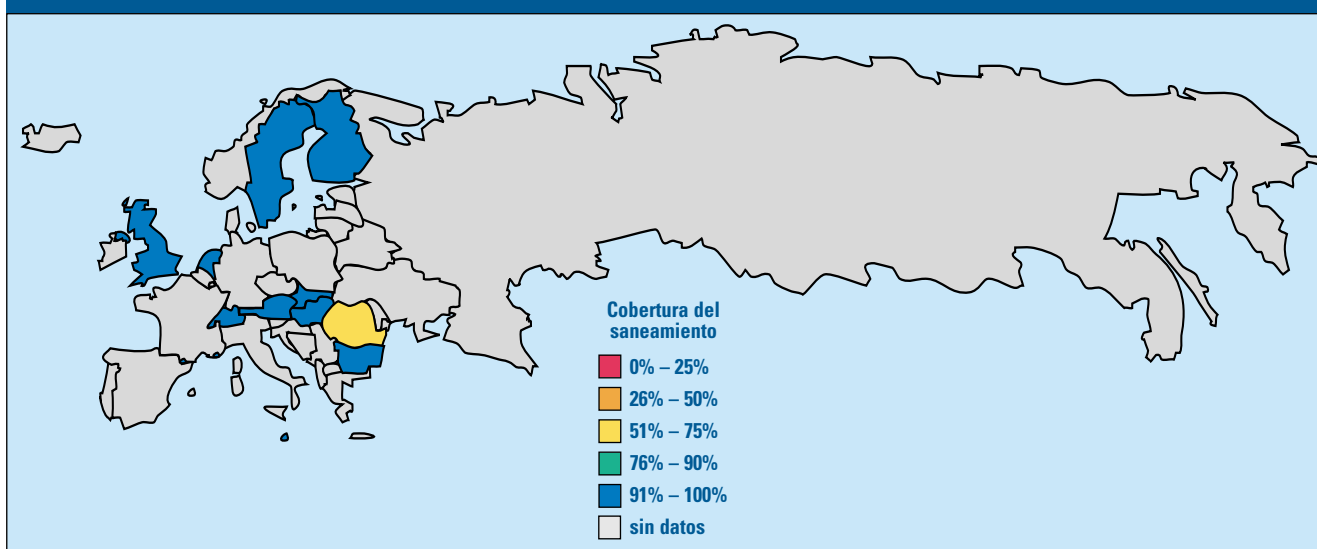 Cobertura del
saneamiento
0% – 25%
26% – 50%
51% – 75%
76% – 90%
91% – 100%
sin datos